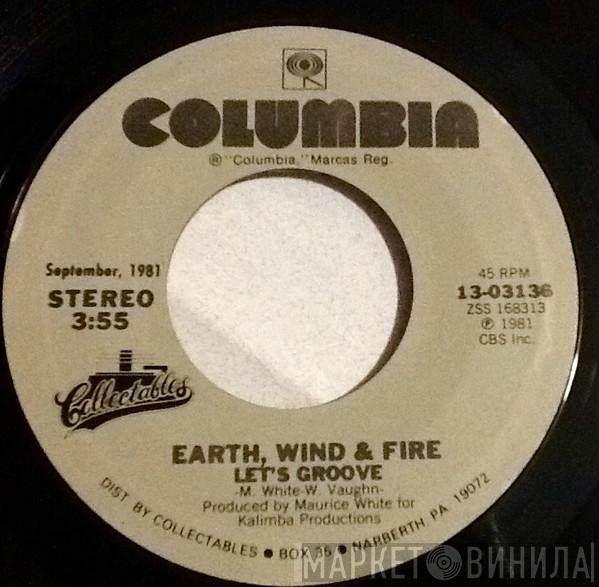 COLUMBIA
® "Columbia," Marcas Reg.
September, 1981
STEREO
3:55
45 RPM
13-03136
ZSS 168313
℗ 1981
CBS Inc.
Collectables
EARTH, WIND & FIRE
LET'S GROOVE
-M. White-W. Vaughn-
Produced by Maurice White for
Kalimba Productions
DIST BY COLLECTABLES • BOX 35 • NARBERTH PA 19072
МАРКЕТ ВИНИЛА